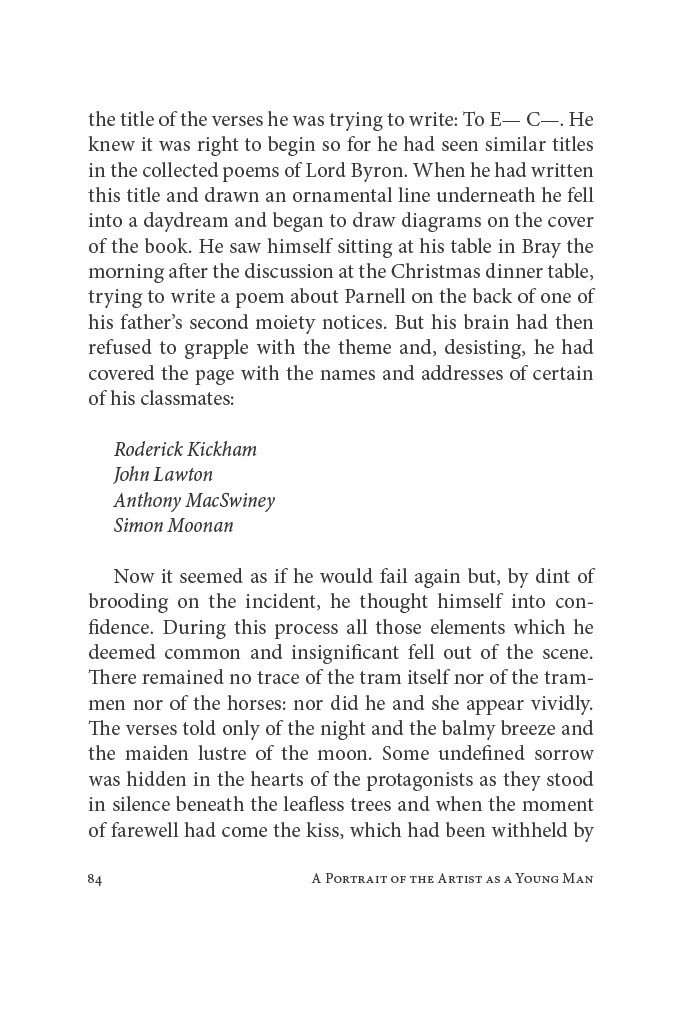 the title of the verses he was trying to write: To E— C—. He
knew it was right to begin so for he had seen similar titles
in the collected poems of Lord Byron. When he had written
this title and drawn an ornamental line underneath he fell
into a daydream and began to draw diagrams on the cover
of the book. He saw himself sitting at his table in Bray the
morning after the discussion at the Christmas dinner table,
trying to write a poem about Parnell on the back of one of
his father’s second moiety notices. But his brain had then
refused to grapple with the theme and, desisting, he had
covered the page with the names and addresses of certain
of his classmates:
Roderick Kickham
John Lawton
Anthony MacSwiney
Simon Moonan
Now it seemed as if he would fail again but, by dint of
brooding on the incident, he thought himself into con-
fidence. During this process all those elements which he
deemed common and insignificant fell out of the scene.
There remained no trace of the tram itself nor of the tram-
men nor of the horses: nor did he and she appear vividly.
The verses told only of the night and the balmy breeze and
the maiden lustre of the moon. Some undefined sorrow
was hidden in the hearts of the protagonists as they stood
in silence beneath the leafless trees and when the moment
of farewell had come the kiss, which had been withheld by
84 A Portrait of the Artist as a Young Man